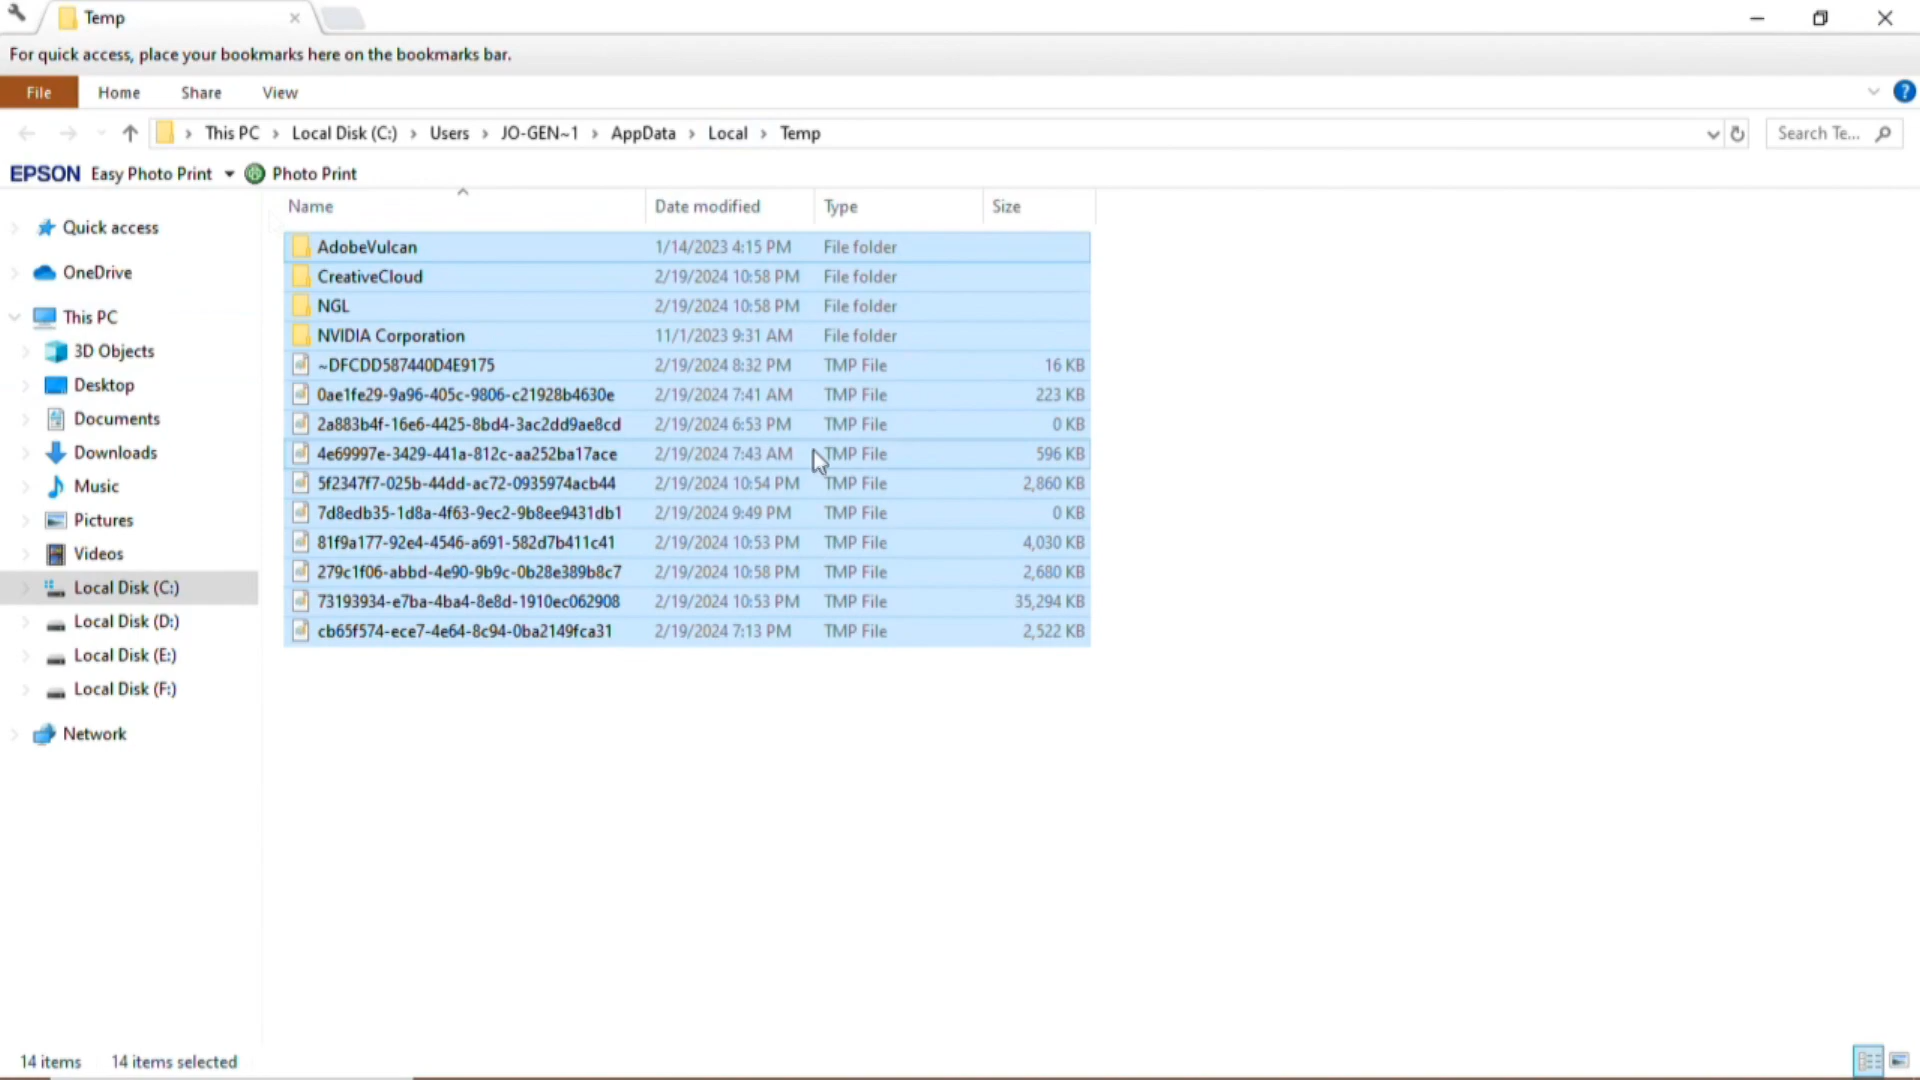 Temp
For quick access, place your bookmarks here on the bookmarks bar.
File Home Share View
This PC Local Disk (C:) Users JO-GEN~1 AppData Local Temp Search Te...
EPSON Easy Photo Print Photo Print
Name Date modified Type Size
Quick access
OneDrive
This PC
3D Objects
Desktop
Documents
Downloads
Music
Pictures
Videos
Local Disk (C:)
Local Disk (D:)
Local Disk (E:)
Local Disk (F:)
Network
AdobeVulcan 1/14/2023 4:15 PM File folder
CreativeCloud 2/19/2024 10:58 PM File folder
NGL 2/19/2024 10:58 PM File folder
NVIDIA Corporation 11/1/2023 9:31 AM File folder
~DFCDD587440D4E9175 2/19/2024 8:32 PM TMP File 16 KB
0ae1fe29-9a96-405c-9806-c21928b4630e 2/19/2024 7:41 AM TMP File 223 KB
2a883b4f-16e6-4425-8bd4-3ac2dd9ae8cd 2/19/2024 6:53 PM TMP File 0 KB
4e69997e-3429-441a-812c-aa252ba17ace 2/19/2024 7:43 AM TMP File 596 KB
5f2347f7-025b-44dd-ac72-0935974acb44 2/19/2024 10:54 PM TMP File 2,860 KB
7d8edb35-1d8a-4f63-9ec2-9b8ee9431db1 2/19/2024 9:49 PM TMP File 0 KB
81f9a177-92e4-4546-a691-582d7b411c41 2/19/2024 10:53 PM TMP File 4,030 KB
279c1f06-abbd-4e90-9b9c-0b28e389b8c7 2/19/2024 10:58 PM TMP File 2,680 KB
73193934-e7ba-4ba4-8e8d-1910ec062908 2/19/2024 10:53 PM TMP File 35,294 KB
cb65f574-ece7-4e64-8c94-0ba2149fca31 2/19/2024 7:13 PM TMP File 2,522 KB
14 items 14 items selected